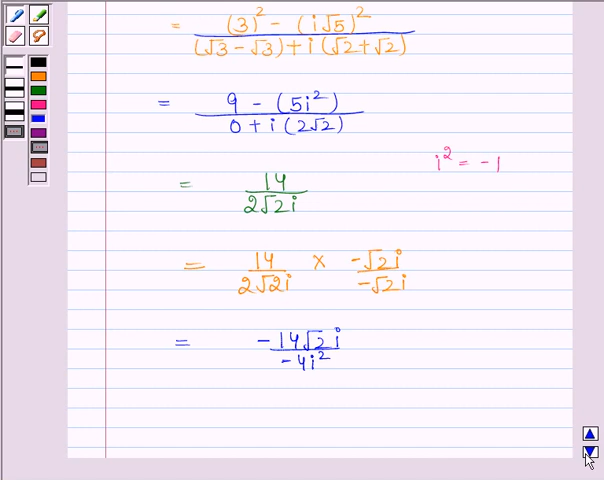 = (3)² - (i√5)² / (√3 - √3) + i(√2 + √2)
= 9 - (5i²) / 0 + i(2√2)
i² = -1
= 14 / 2√2i
= 14 / 2√2i × -√2i / -√2i
= -14√2i / -4i²